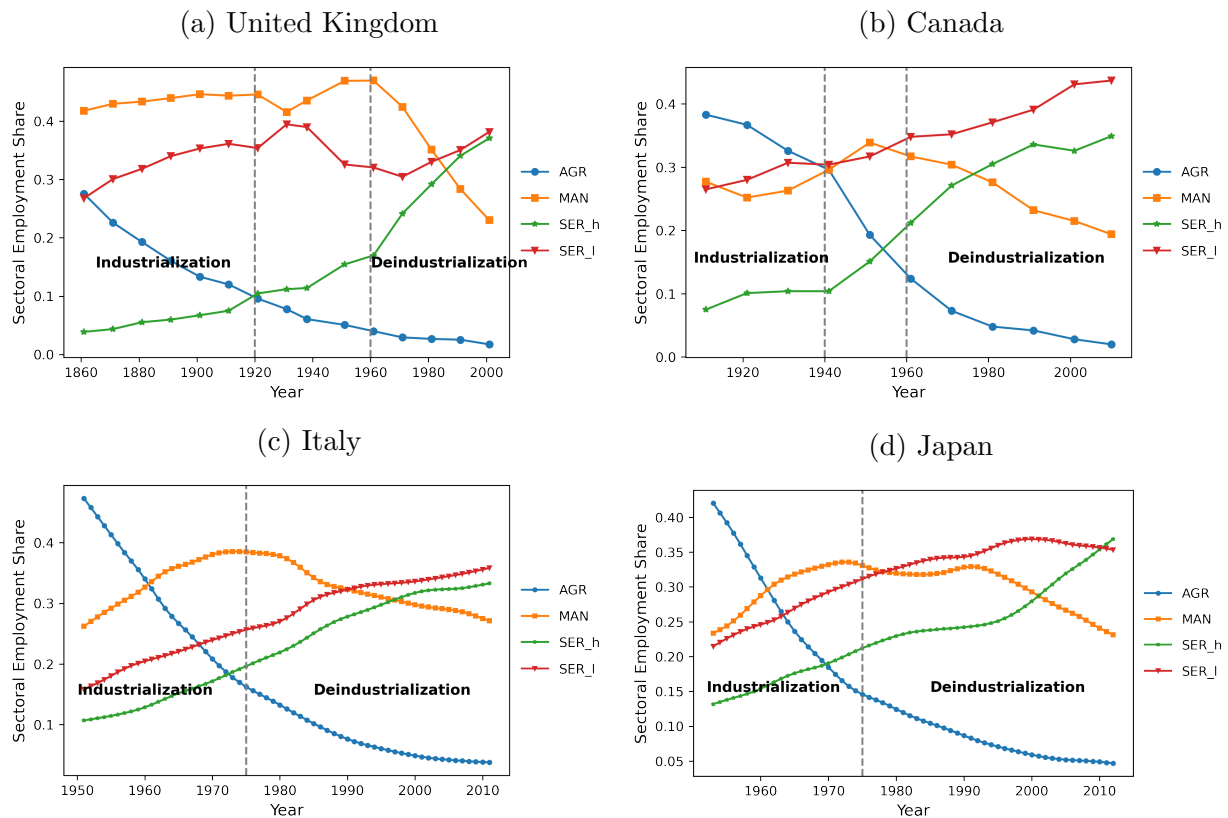 (a) United Kingdom
Sectoral Employment Share
0.4
0.3
0.2
0.1
0.0
Industrialization
Deindustrialization
1860 1880 1900 1920 1940 1960 1980 2000
Year
AGR
MAN
SER_h
SER_l
(b) Canada
Sectoral Employment Share
0.4
0.3
0.2
0.1
0.0
Industrialization
Deindustrialization
1920 1940 1960 1980 2000
Year
AGR
MAN
SER_h
SER_l
(c) Italy
Sectoral Employment Share
0.4
0.3
0.2
0.1
Industrialization
Deindustrialization
1950 1960 1970 1980 1990 2000 2010
Year
AGR
MAN
SER_h
SER_l
(d) Japan
Sectoral Employment Share
0.40
0.35
0.30
0.25
0.20
0.15
0.10
0.05
Industrialization
Deindustrialization
1960 1970 1980 1990 2000 2010
Year
AGR
MAN
SER_h
SER_l